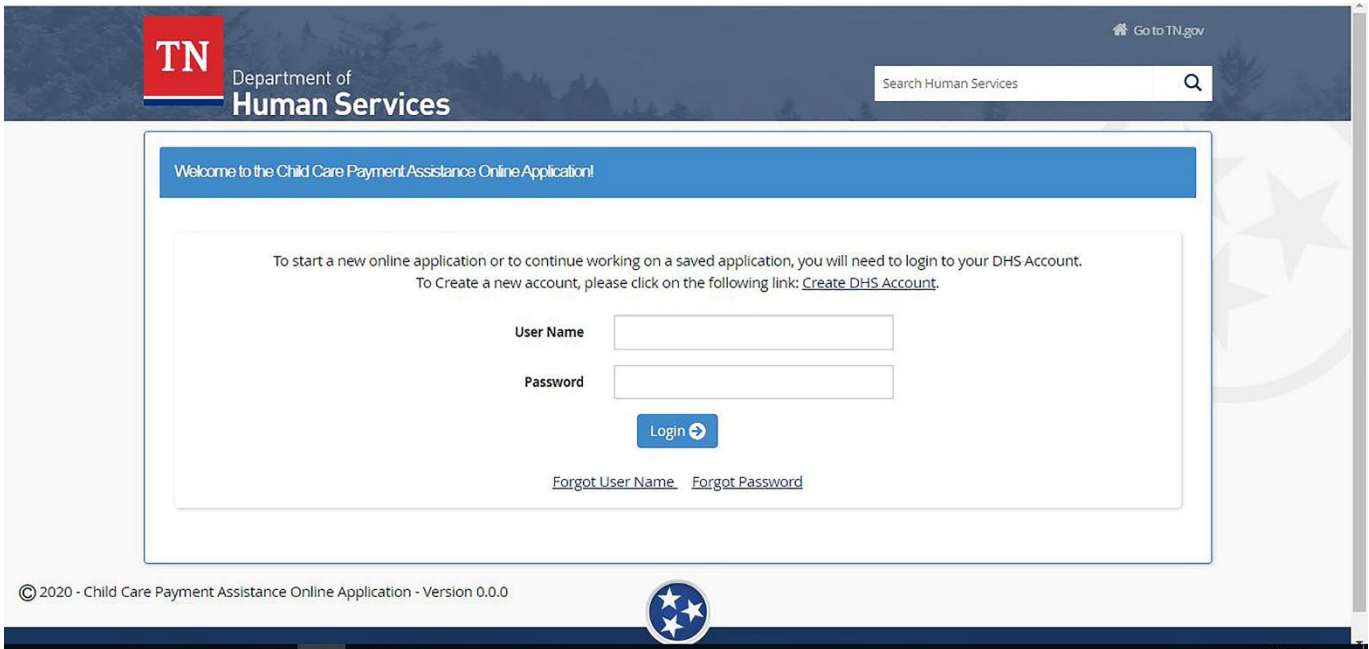 Go to TN.gov
TN
Department of
Human Services
Search Human Services
Welcome to the Child Care Payment Assistance Online Application!
To start a new online application or to continue working on a saved application, you will need to login to your DHS Account.
To Create a new account, please click on the following link: Create DHS Account.
User Name
Password
Login
Forgot User Name Forgot Password
© 2020 - Child Care Payment Assistance Online Application - Version 0.0.0